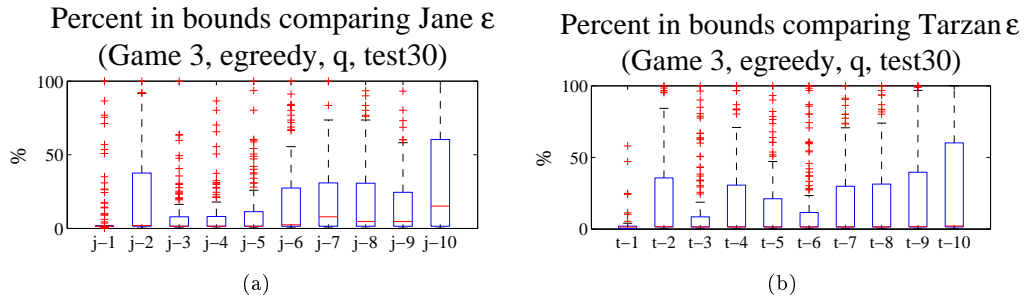 Percent in bounds comparing Jane ε
(Game 3, egreedy, q, test30)
100
50
0
%
j−1 j−2 j−3 j−4 j−5 j−6 j−7 j−8 j−9 j−10
(a)
Percent in bounds comparing Tarzan ε
(Game 3, egreedy, q, test30)
100
50
0
%
t−1 t−2 t−3 t−4 t−5 t−6 t−7 t−8 t−9 t−10
(b)